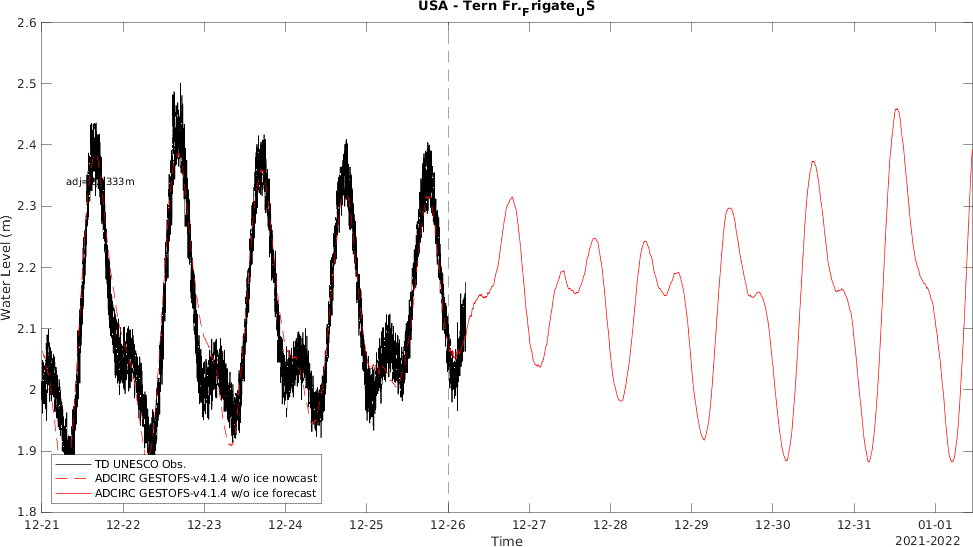 USA - Tern Fr.FrigateUS
2.6
2.5
2.4
2.3
2.2
2.1
2
1.9
1.8
Water Level (m)
TD UNESCO Obs.
ADCIRC GESTOFS-v4.1.4 w/o ice nowcast
ADCIRC GESTOFS-v4.1.4 w/o ice forecast
12-21 12-22 12-23 12-24 12-25 12-26 12-27 12-28 12-29 12-30 12-31 01-01
Time
2021-2022